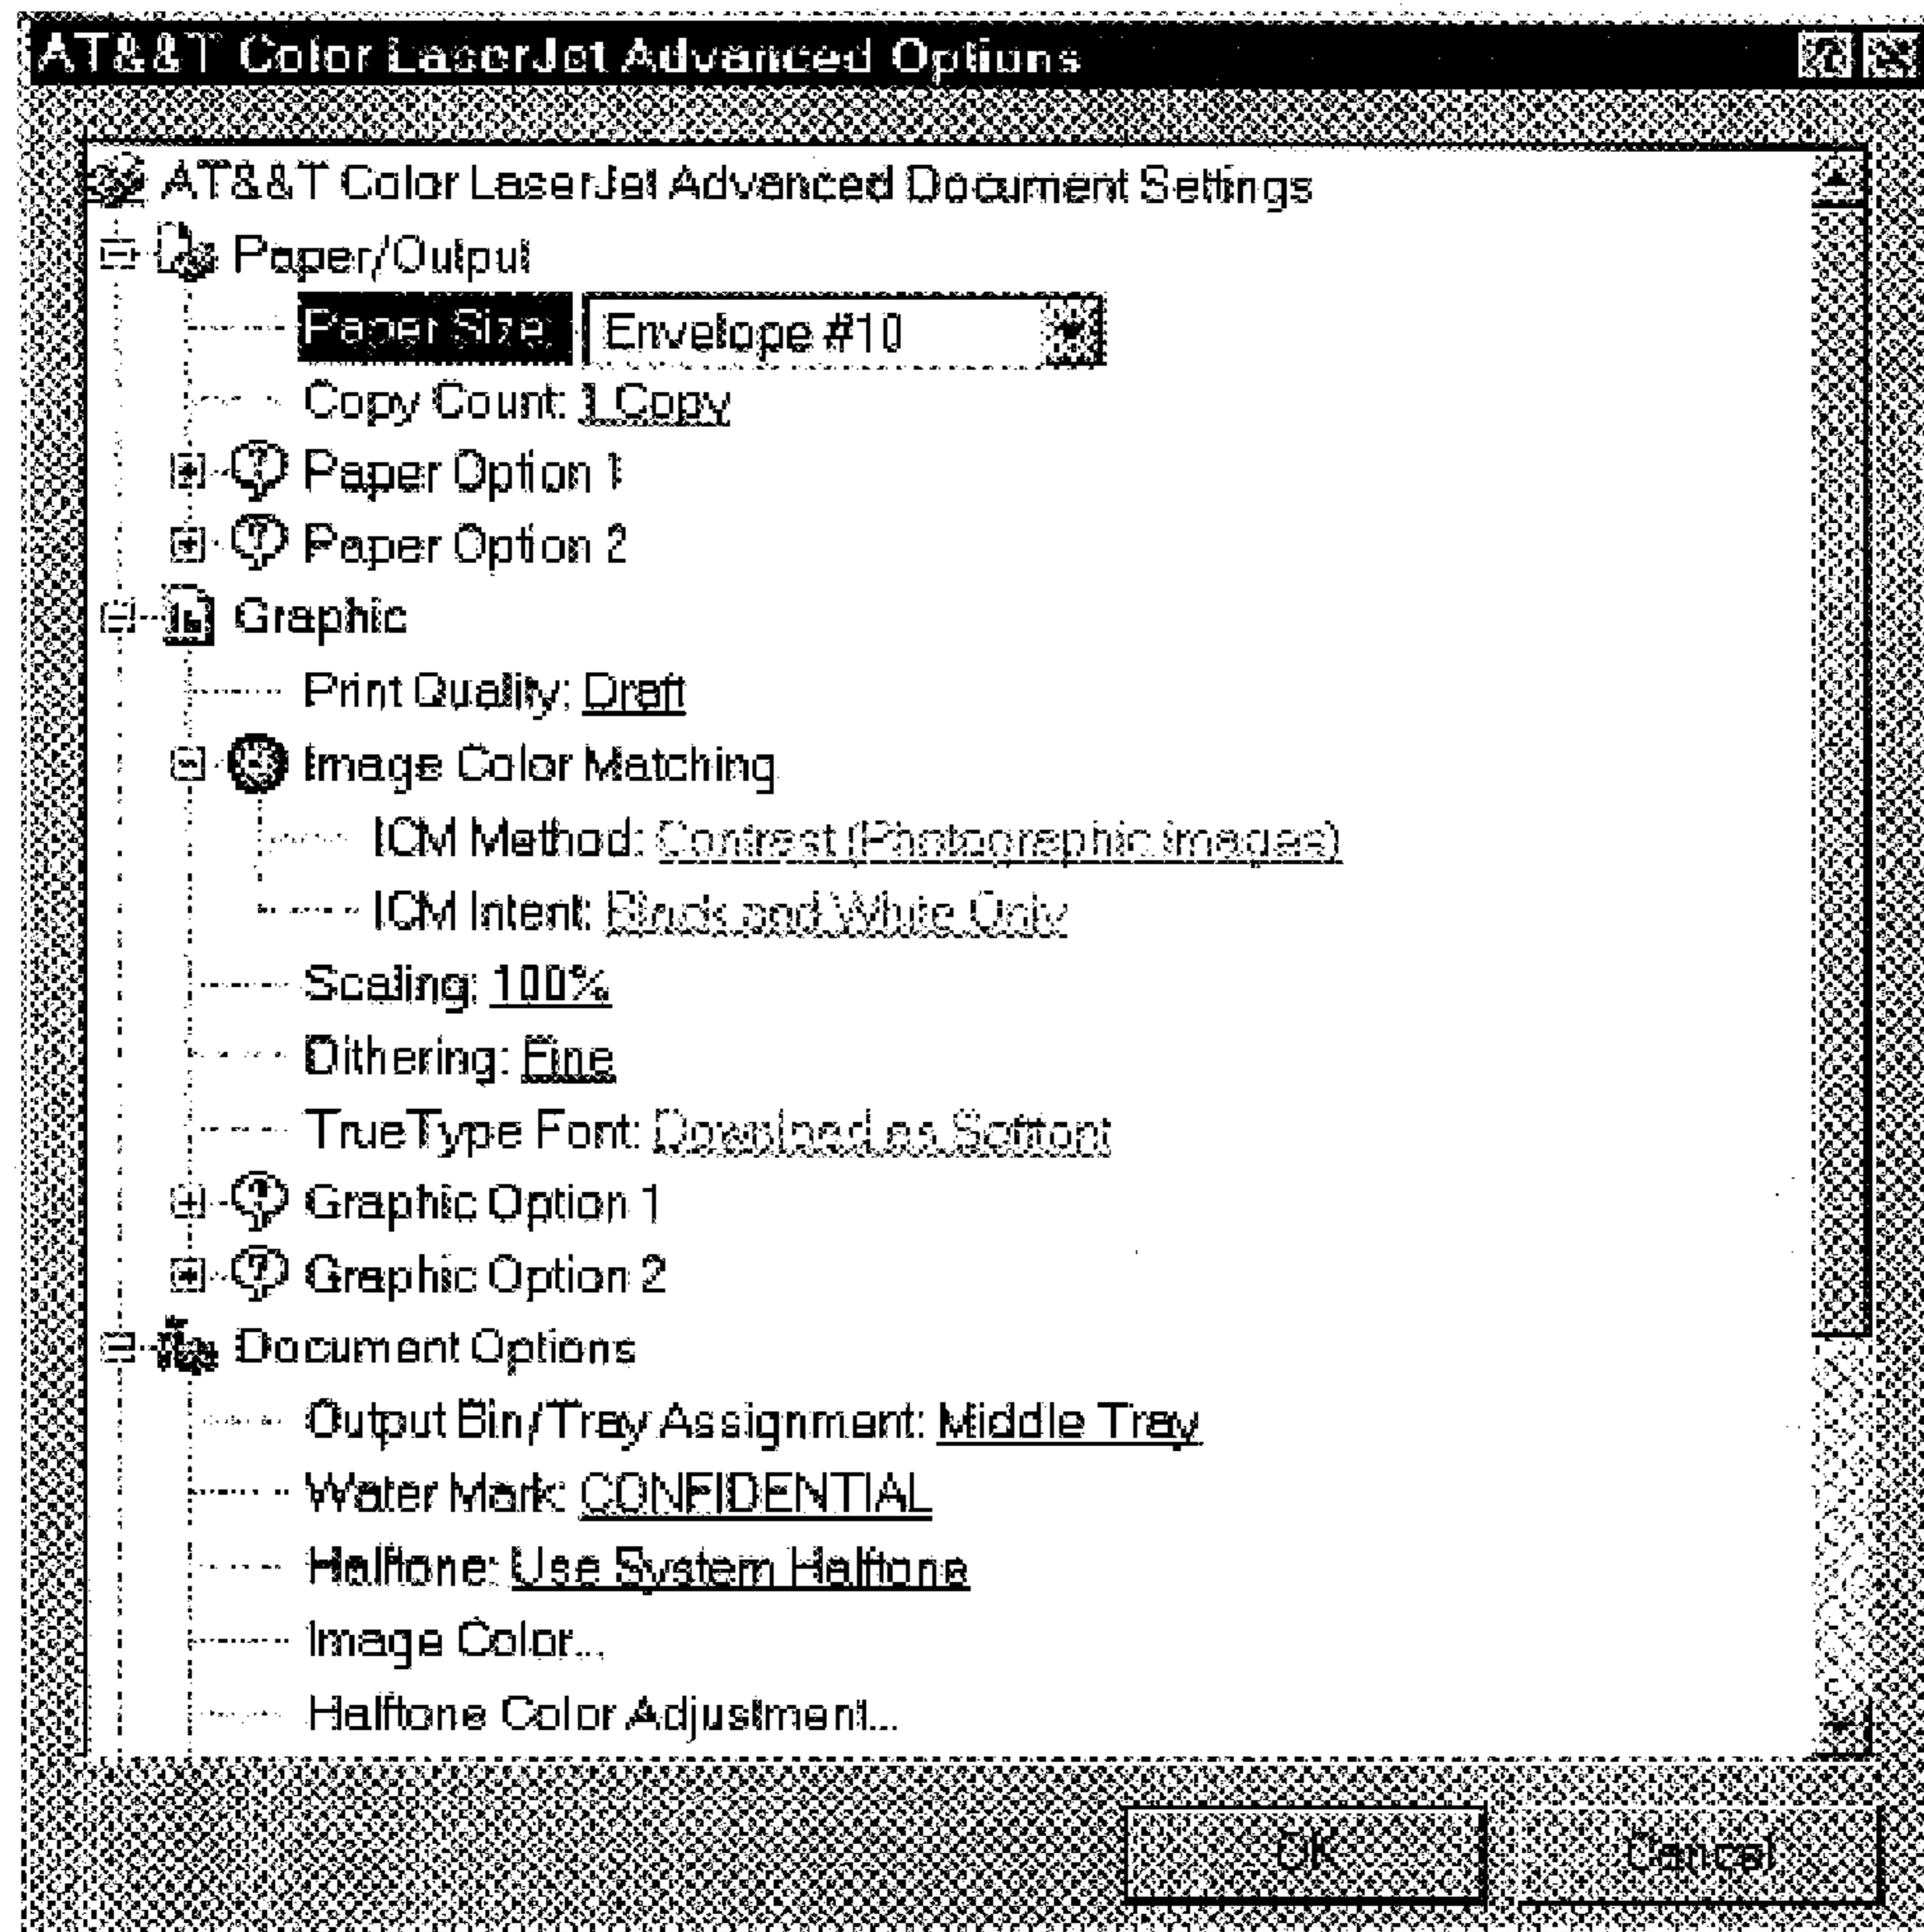 AT&&T Color LaserJet Advanced Options
AT&&T Color LaserJet Advanced Document Settings
Paper/Output
Paper Size: Envelope #10
Copy Count: 1 Copy
Paper Option 1
Paper Option 2
Graphic
Print Quality: Draft
Image Color Matching
ICM Method: Contrast (Photographic images)
ICM Intent: Black and White Only
Scaling: 100%
Dithering: Fine
TrueType Font: Download as Softfont
Graphic Option 1
Graphic Option 2
Document Options
Output Bin/Tray Assignment: Middle Tray
Water Mark: CONFIDENTIAL
Halftone: Use System Halftone
Image Color...
Halftone Color Adjustment...
OK Cancel